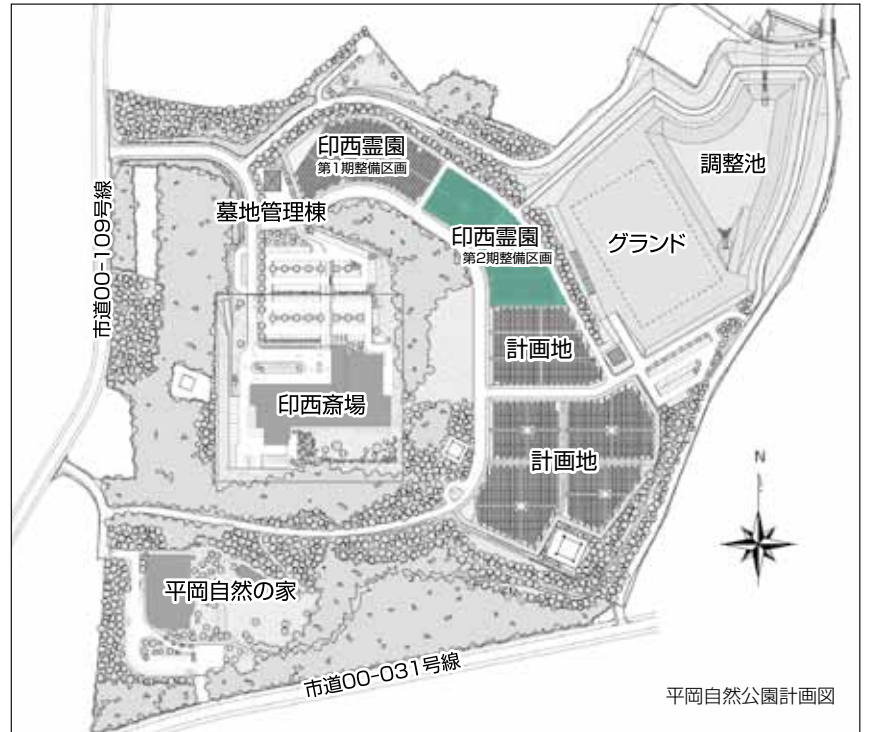 印西霊園
第1期整備区画
調整池
墓地管理棟
印西霊園
第2期整備区画
グランド
市道00-109号線
計画地
印西斎場
計画地
N
平岡自然の家
市道00-031号線
平岡自然公園計画図